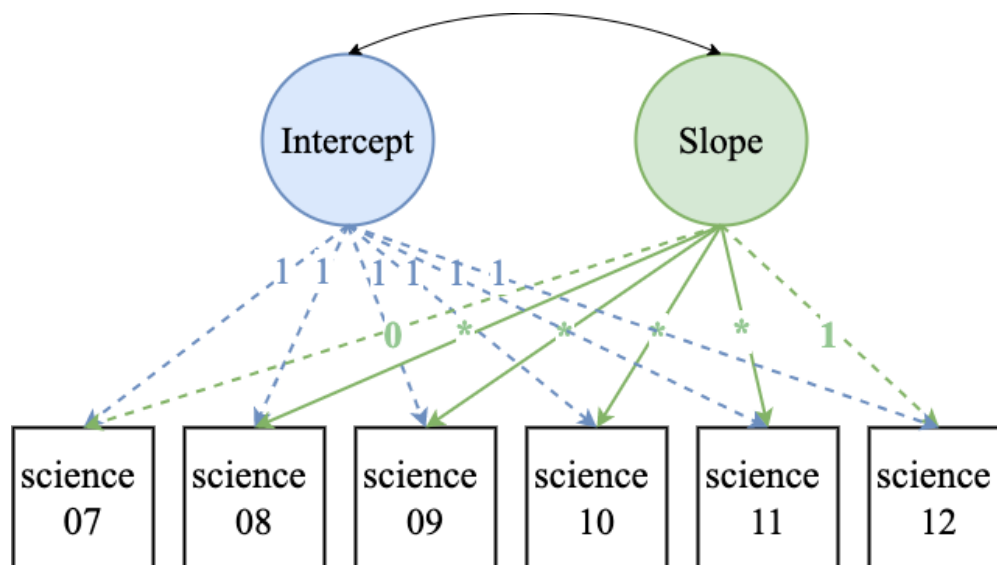 Intercept
Slope
1 1 1 1 1 1
0 * * * * 1
science
07
science
08
science
09
science
10
science
11
science
12